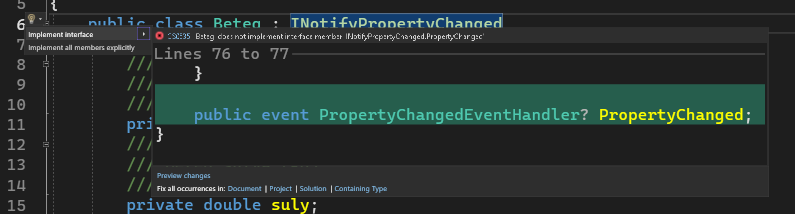 5 {
6 public class Beteg : INotifyPropertyChanged
Implement interface
Implement all members explicitly
CS0535 'Beteg' does not implement interface member 'INotifyPropertyChanged.PropertyChanged'
Lines 76 to 77
8 ///
}
9 ///
10 ///
public event PropertyChangedEventHandler? PropertyChanged;
11 pri
}
12 ///
13 ///
14 ///
Preview changes
Fix all occurrences in: Document | Project | Solution | Containing Type
15 private double suly;